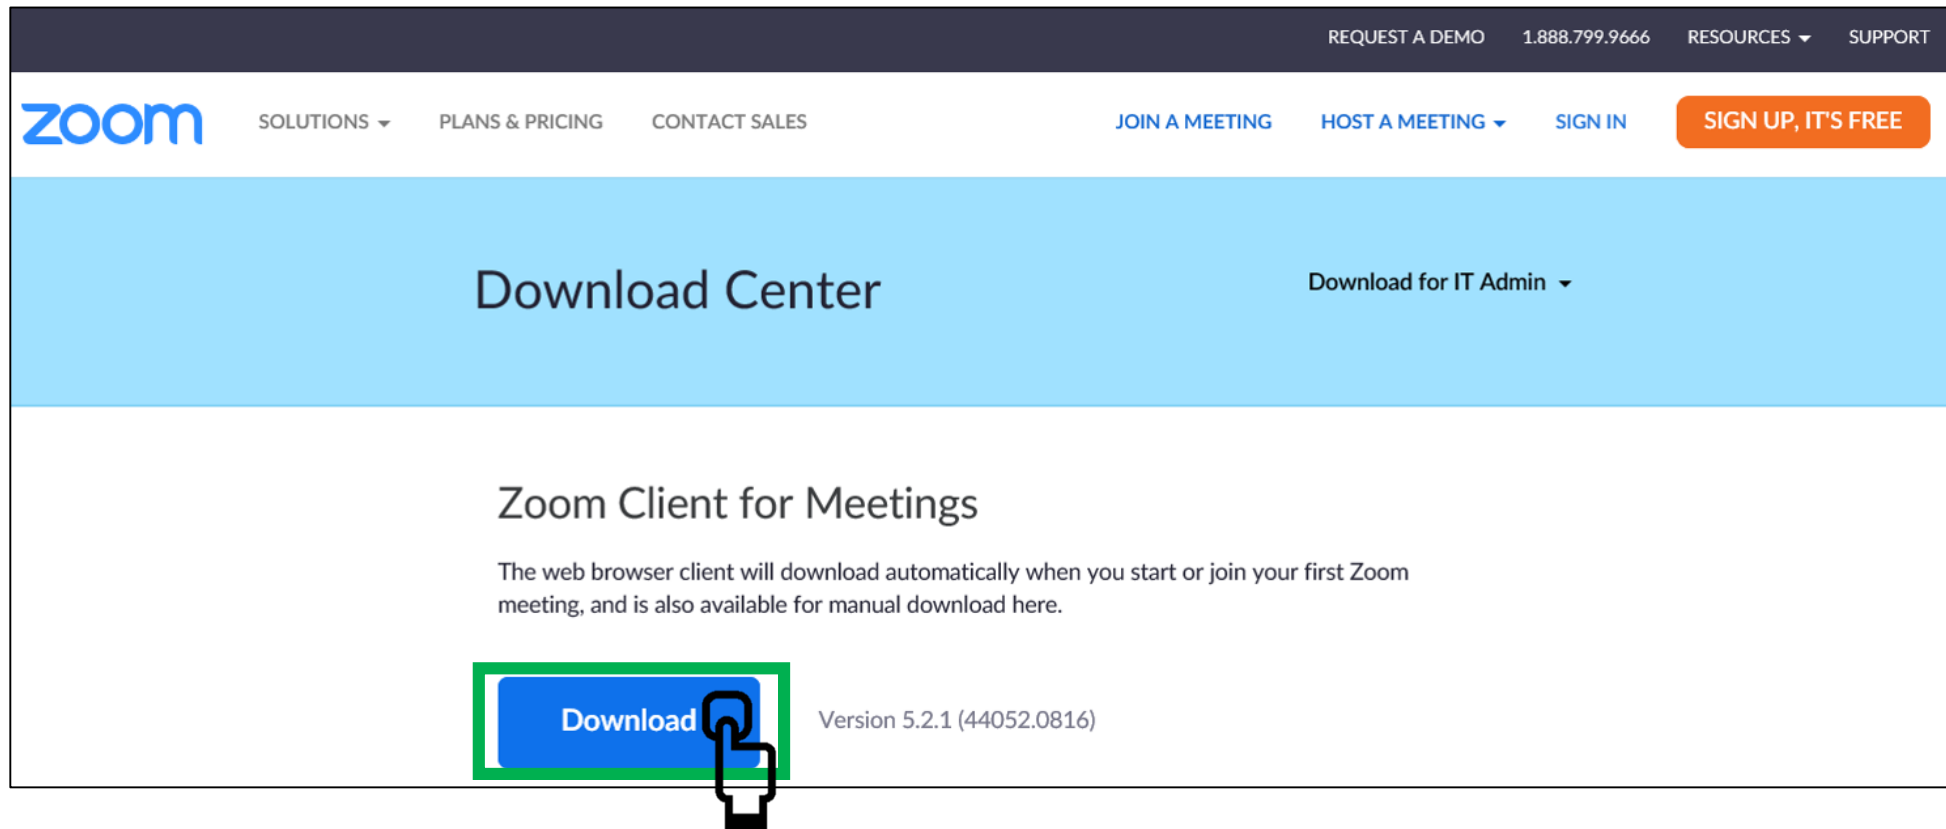 REQUEST A DEMO 1.888.799.9666 RESOURCES SUPPORT
zoom SOLUTIONS PLANS & PRICING CONTACT SALES JOIN A MEETING HOST A MEETING SIGN IN SIGN UP, IT'S FREE
Download Center Download for IT Admin
Zoom Client for Meetings
The web browser client will download automatically when you start or join your first Zoom
meeting, and is also available for manual download here.
Download Version 5.2.1 (44052.0816)